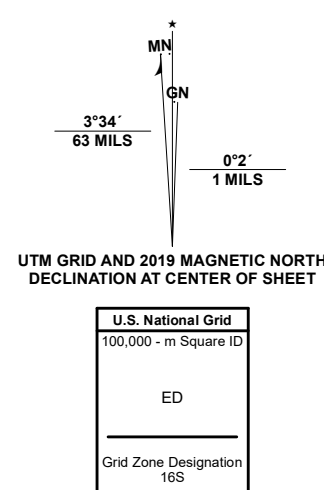 ★
MN
GN
3°34´
63 MILS
0°2´
1 MILS
UTM GRID AND 2019 MAGNETIC NORTH
DECLINATION AT CENTER OF SHEET
U.S. National Grid
100,000 - m Square ID
ED
Grid Zone Designation
16S